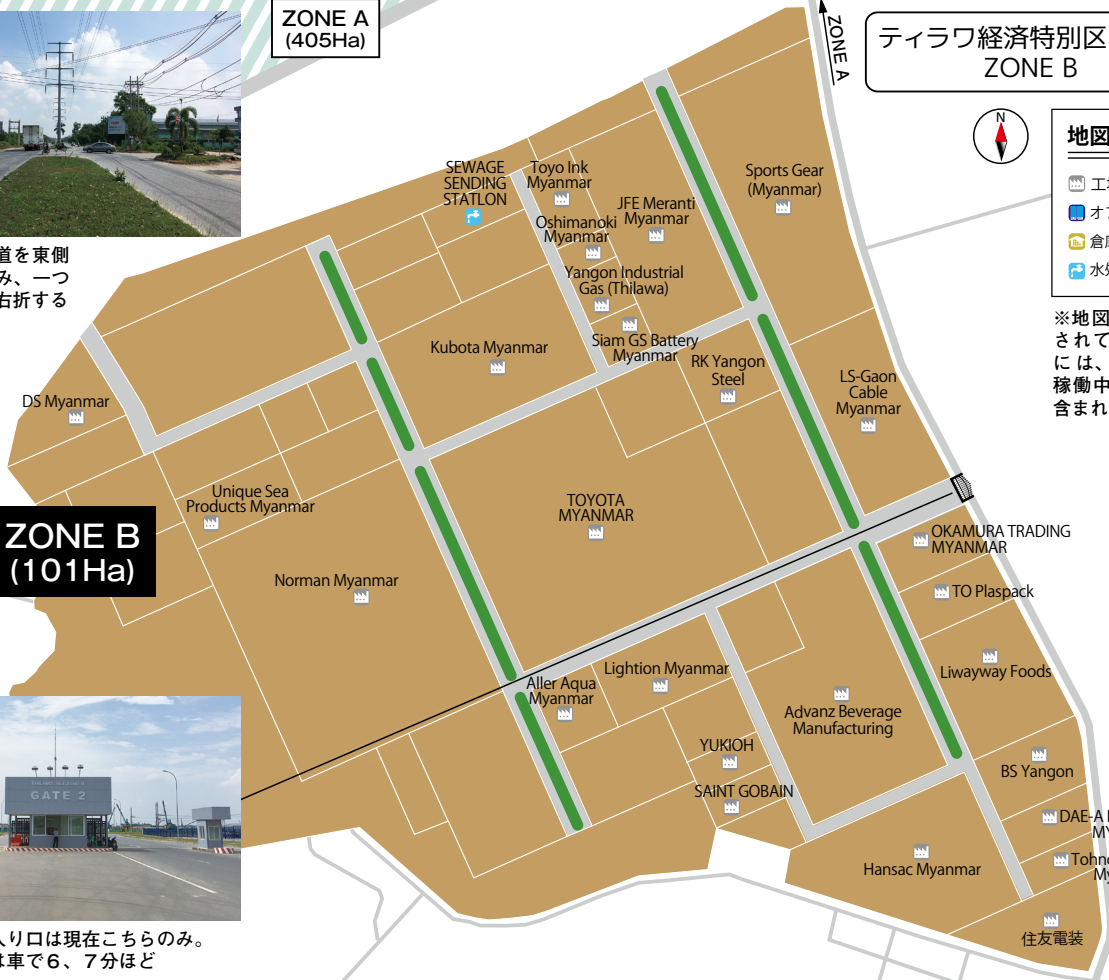 ZONE A
(405Ha)
ZONE A
ティラワ経済特別区
ZONE B
N
地図
工場
オフ
倉庫
水処
※地図
されて
には、
稼働中
含まれ
道を東側
み、一つ
右折する
SEWAGE
SENDING
STATLON
Toyo Ink
Myanmar
Oshimanoki
Myanmar
JFE Meranti
Myanmar
Sports Gear
(Myanmar)
Yangon Industrial
Gas (Thilawa)
Siam GS Battery
Myanmar
Kubota Myanmar
RK Yangon
Steel
LS-Gaon
Cable
Myanmar
DS Myanmar
Unique Sea
Products Myanmar
TOYOTA
MYANMAR
ZONE B
(101Ha)
Norman Myanmar
OKAMURA TRADING
MYANMAR
TO Plaspack
Liwayway Foods
Aller Aqua
Myanmar
Lightion Myanmar
Advanz Beverage
Manufacturing
YUKIOH
SAINT GOBAIN
BS Yangon
DAE-A
MY
Tohno
My
Hansac Myanmar
住友電装
GATE 2
入り口は現在こちらのみ。
は車で6、7分ほど